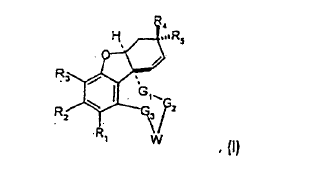 R₄
H
R₅
O
R₃
G₁
G₂
R₂
G₃
R₁
W
, (I)